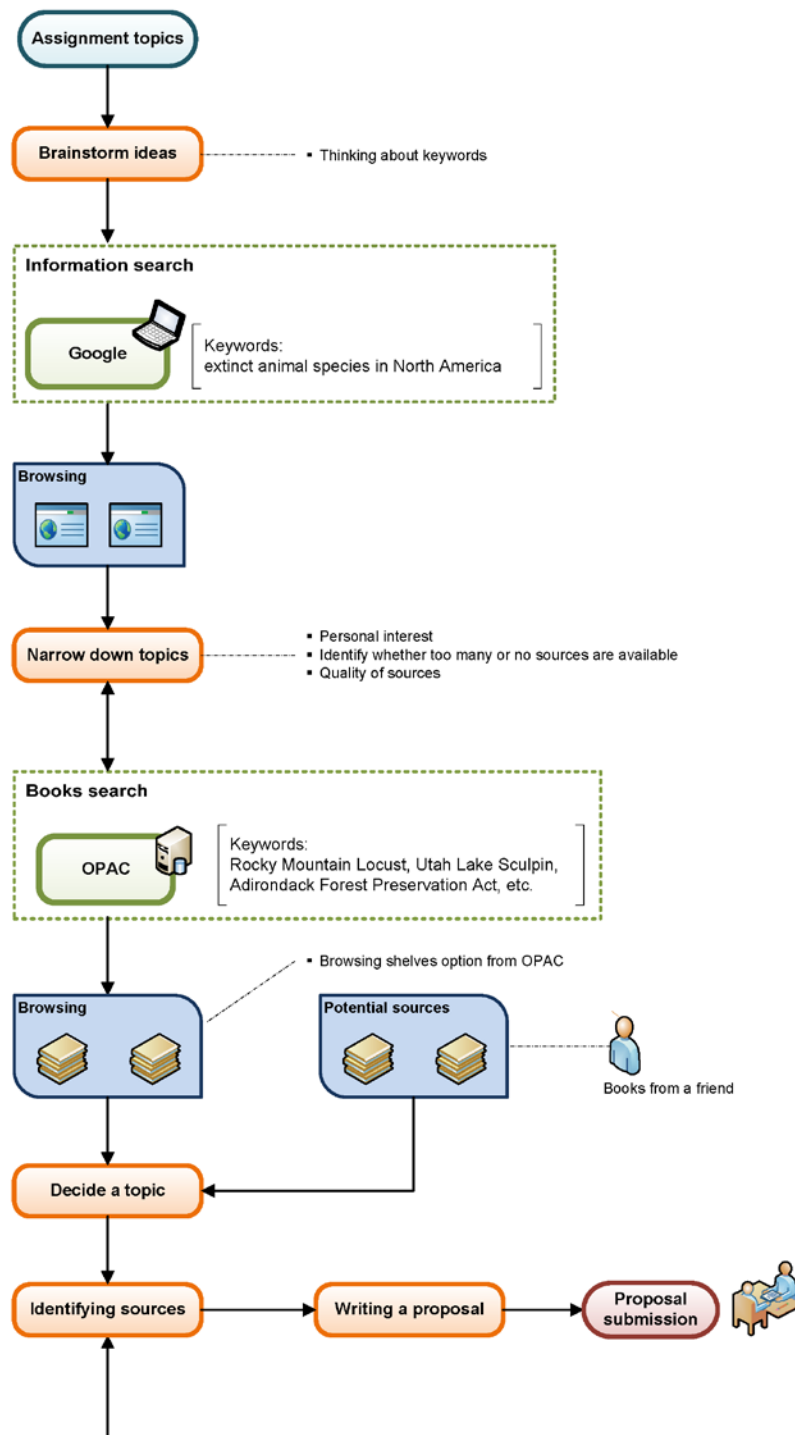 Assignment topics
Brainstorm ideas
▪ Thinking about keywords
Information search
Google
Keywords:
extinct animal species in North America
Browsing
Narrow down topics
▪ Personal interest
▪ Identify whether too many or no sources are available
▪ Quality of sources
Books search
OPAC
Keywords:
Rocky Mountain Locust, Utah Lake Sculpin,
Adirondack Forest Preservation Act, etc.
▪ Browsing shelves option from OPAC
Browsing
Potential sources
Books from a friend
Decide a topic
Identifying sources
Writing a proposal
Proposal
submission